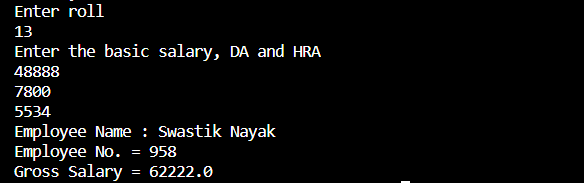 Enter roll
13
Enter the basic salary, DA and HRA
48888
7800
5534
Employee Name : Swastik Nayak
Employee No. = 958
Gross Salary = 62222.0